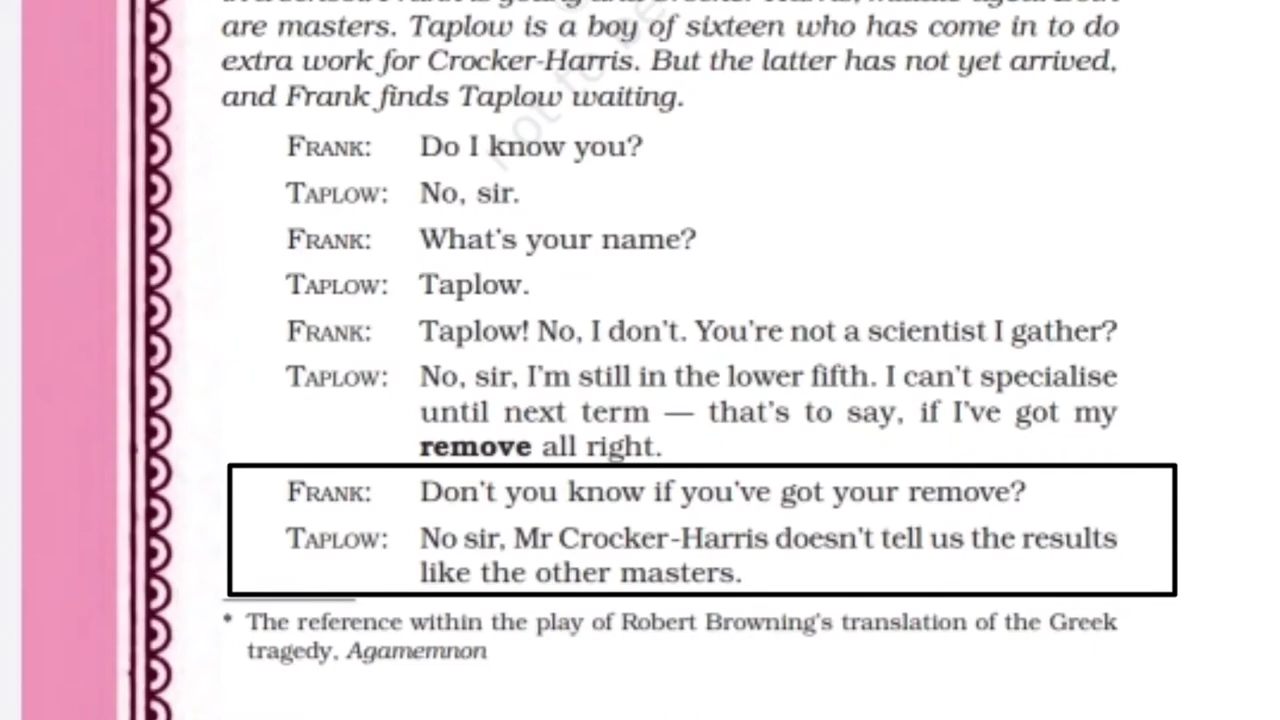 are masters. Taplow is a boy of sixteen who has come in to do
extra work for Crocker-Harris. But the latter has not yet arrived,
and Frank finds Taplow waiting.
FRANK: Do I know you?
TAPLOW: No, sir.
FRANK: What's your name?
TAPLOW: Taplow.
FRANK: Taplow! No, I don't. You're not a scientist I gather?
TAPLOW: No, sir, I'm still in the lower fifth. I can't specialise
until next term — that's to say, if I've got my
remove all right.
FRANK: Don't you know if you've got your remove?
TAPLOW: No sir, Mr Crocker-Harris doesn't tell us the results
like the other masters.
* The reference within the play of Robert Browning's translation of the Greek
tragedy, Agamemnon
not to be